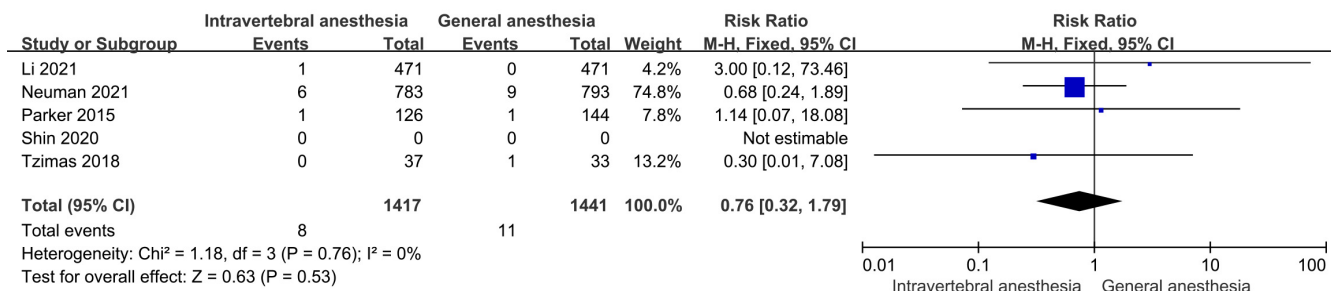 Intravertebral anesthesia General anesthesia Risk Ratio Risk Ratio
Study or Subgroup Events Total Events Total Weight M-H, Fixed, 95% CI M-H, Fixed, 95% CI
Li 2021 1 471 0 471 4.2% 3.00 [0.12, 73.46]
Neuman 2021 6 783 9 793 74.8% 0.68 [0.24, 1.89]
Parker 2015 1 126 1 144 7.8% 1.14 [0.07, 18.08]
Shin 2020 0 0 0 0 Not estimable
Tzimas 2018 0 37 1 33 13.2% 0.30 [0.01, 7.08]
Total (95% CI) 1417 1441 100.0% 0.76 [0.32, 1.79]
Total events 8 11
Heterogeneity: Chi² = 1.18, df = 3 (P = 0.76); I² = 0%
Test for overall effect: Z = 0.63 (P = 0.53)
0.01 0.1 1 10 100
Intravertebral anesthesia General anesthesia